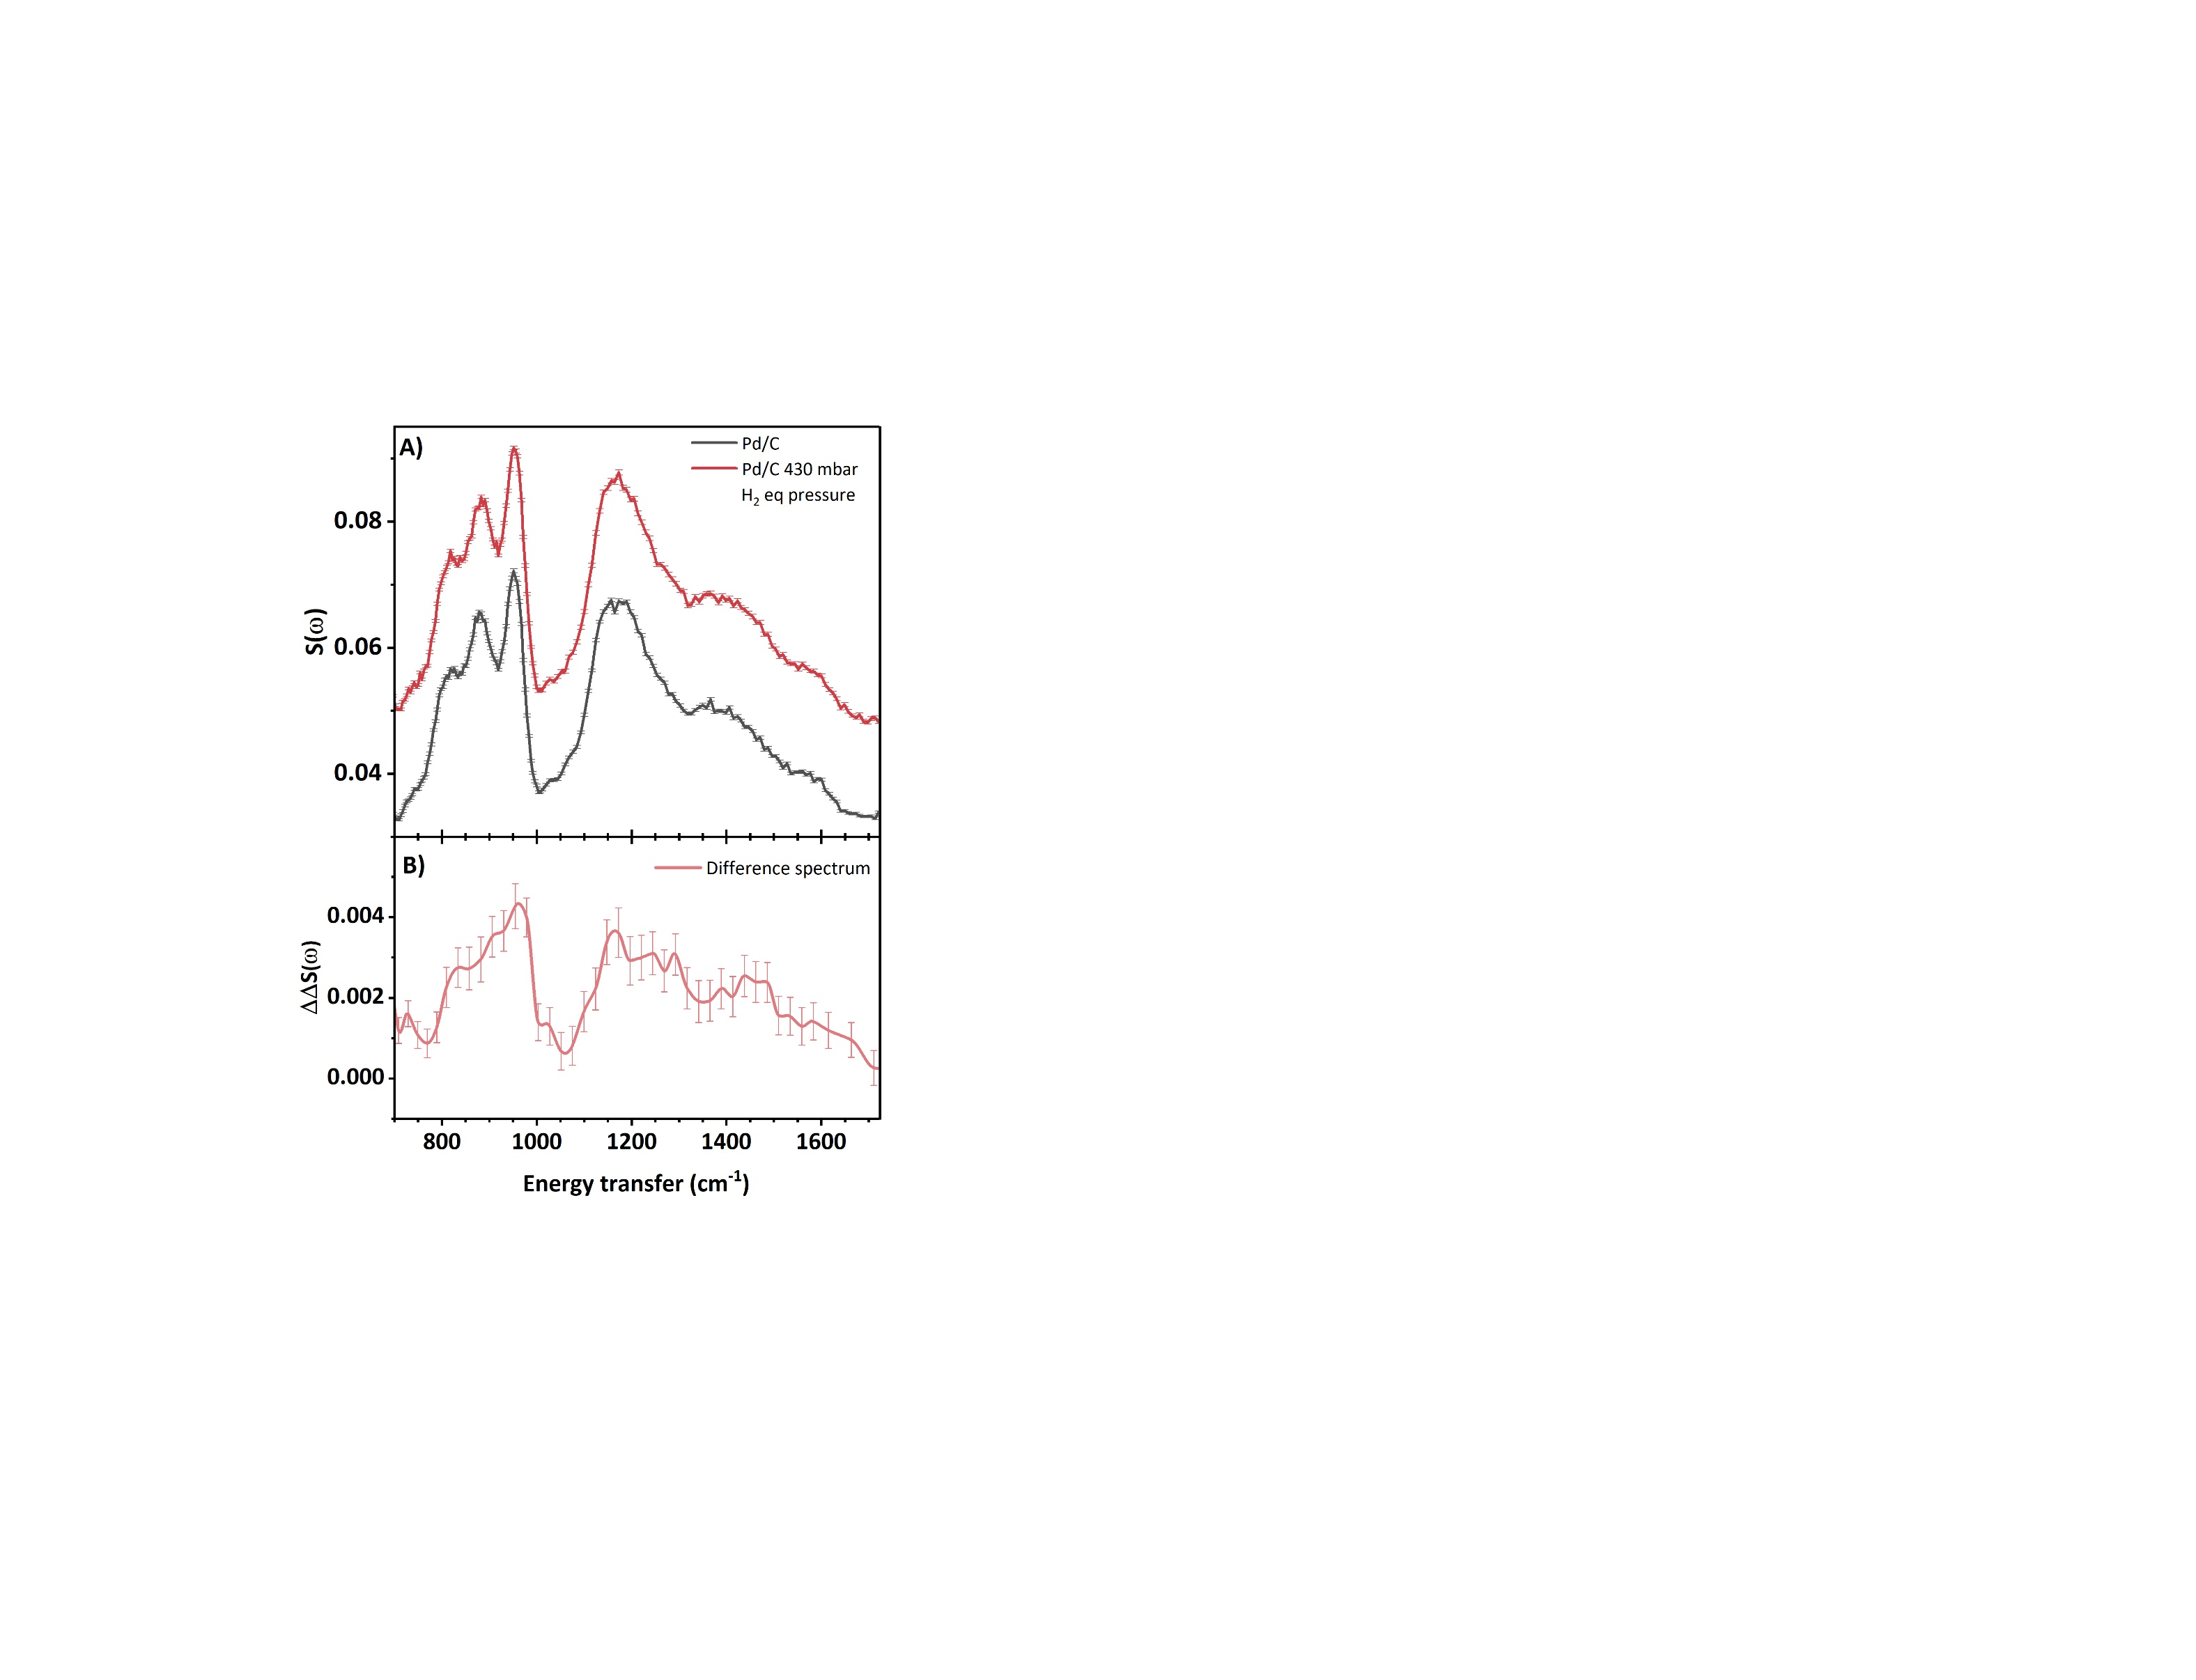 A)
Pd/C
Pd/C 430 mbar
H₂ eq pressure
0.08
0.06
0.04
S(ω)
B)
Difference spectrum
0.004
0.002
0.000
ΔΔS(ω)
800 1000 1200 1400 1600
Energy transfer (cm⁻¹)